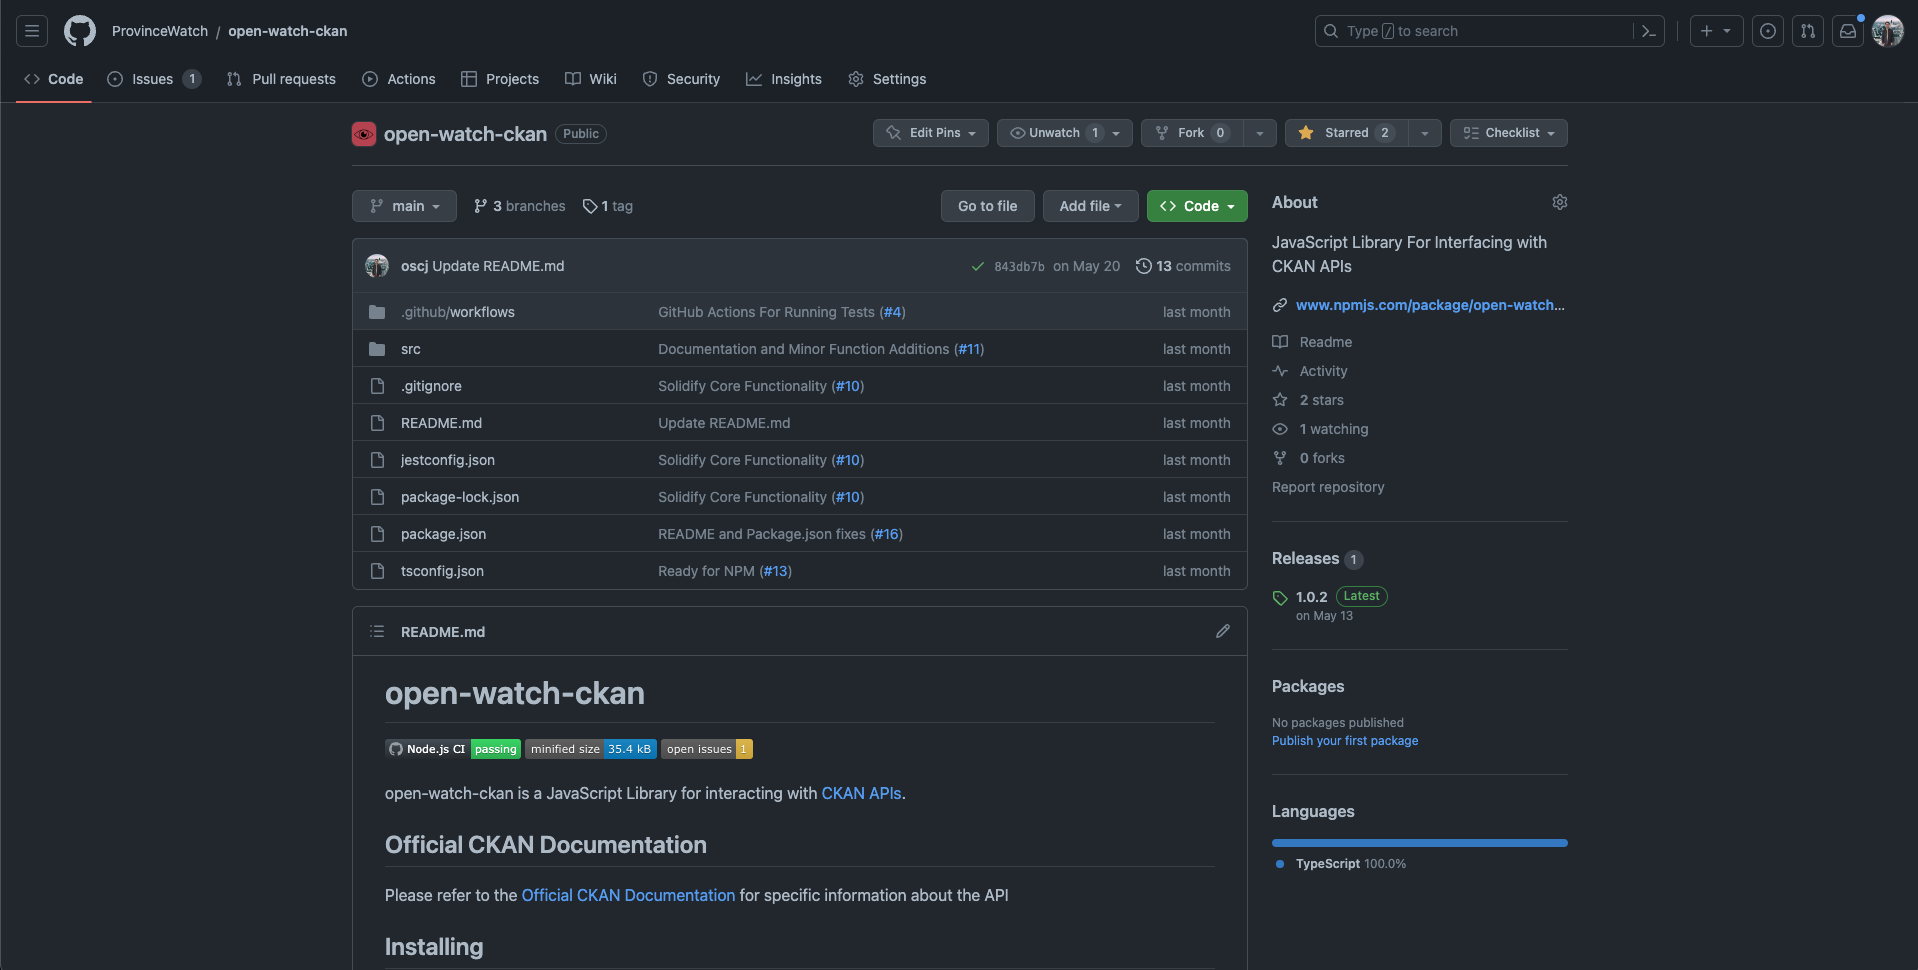 ProvinceWatch / open-watch-ckan
Type / to search
Code
Issues 1
Pull requests
Actions
Projects
Wiki
Security
Insights
Settings
open-watch-ckan Public
Edit Pins
Unwatch 1
Fork 0
Starred 2
Checklist
main
3 branches
1 tag
Go to file
Add file
Code
oscj Update README.md
843db7b on May 20
13 commits
.github/workflows GitHub Actions For Running Tests (#4) last month
src Documentation and Minor Function Additions (#11) last month
.gitignore Solidify Core Functionality (#10) last month
README.md Update README.md last month
jestconfig.json Solidify Core Functionality (#10) last month
package-lock.json Solidify Core Functionality (#10) last month
package.json README and Package.json fixes (#16) last month
tsconfig.json Ready for NPM (#13) last month
README.md
open-watch-ckan
Node.js CI passing minified size 35.4 kB open issues 1
open-watch-ckan is a JavaScript Library for interacting with CKAN APIs.
Official CKAN Documentation
Please refer to the Official CKAN Documentation for specific information about the API
Installing
About
JavaScript Library For Interfacing with
CKAN APIs
www.npmjs.com/package/open-watch...
Readme
Activity
2 stars
1 watching
0 forks
Report repository
Releases 1
1.0.2 Latest
on May 13
Packages
No packages published
Publish your first package
Languages
TypeScript 100.0%